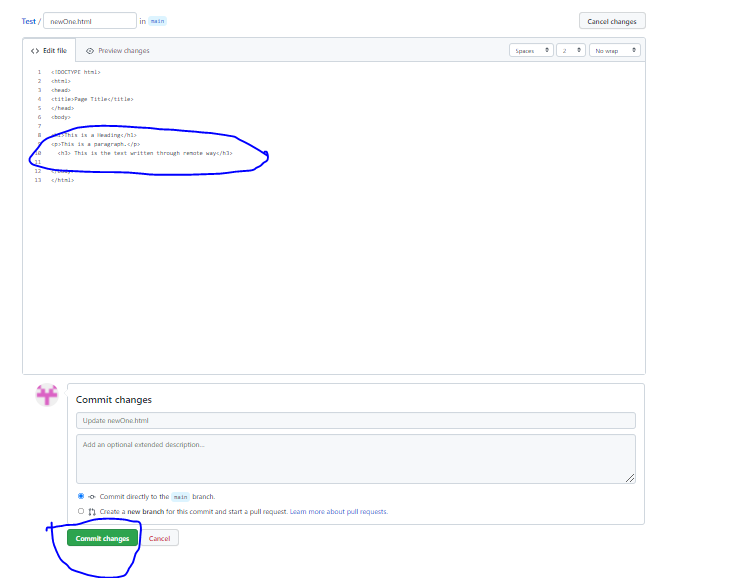 Test / newOne.html in main Cancel changes
Edit file Preview changes Spaces 2 No wrap
1 <!DOCTYPE html>
2 <html>
3 <head>
4 <title>Page Title</title>
5 </head>
6 <body>
7
8 This is a Heading</h1>
<p>This is a paragraph.</p>
10 <h3> This is the text written through remote way</h3>
11
12
13 </html>
Commit changes
Update newOne.html
Add an optional extended description...
Commit directly to the main branch.
Create a new branch for this commit and start a pull request. Learn more about pull requests.
Commit changes Cancel